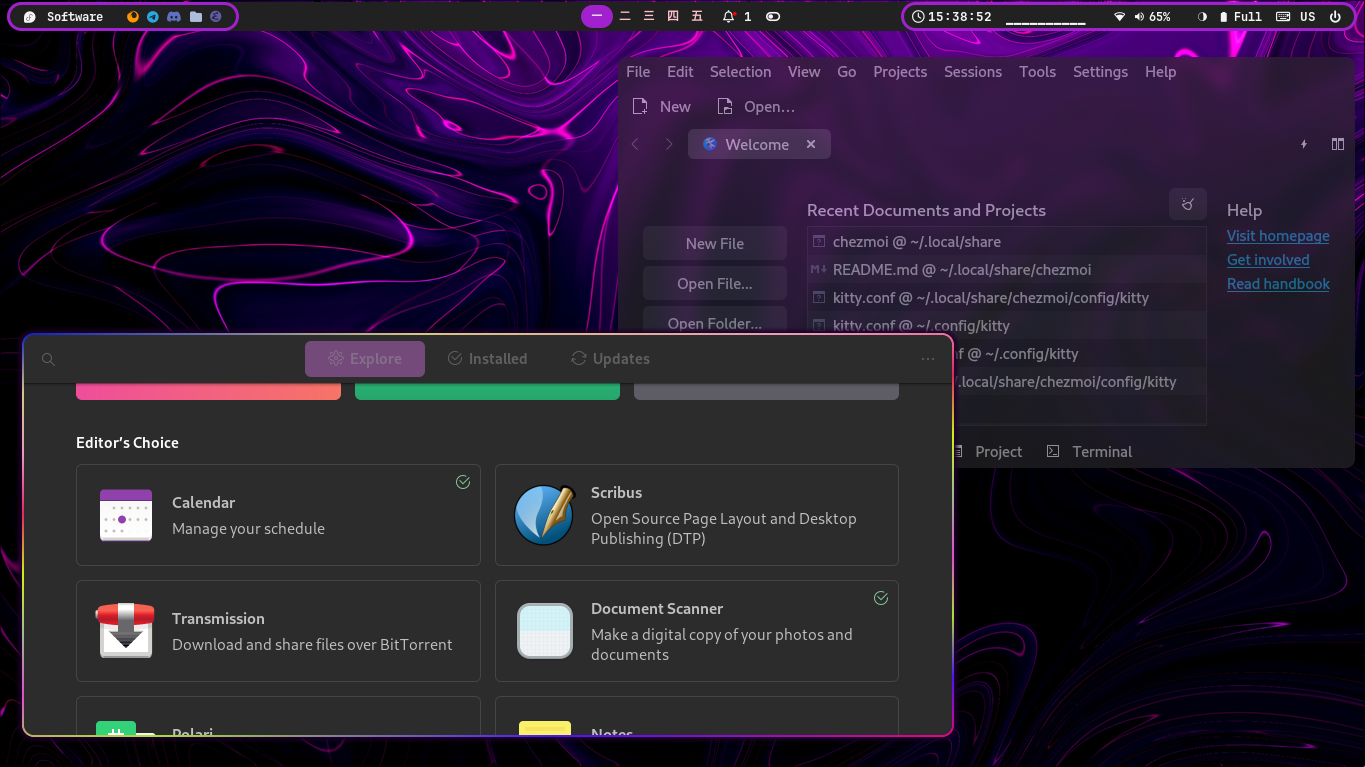 Software
一 二 三 四 五 1
15:38:52
65%
Full
US
File Edit Selection View Go Projects Sessions Tools Settings Help
New Open...
Welcome
Recent Documents and Projects
New File
Open File...
Open Folder...
chezmoi @ ~/.local/share
README.md @ ~/.local/share/chezmoi
kitty.conf @ ~/.local/share/chezmoi/config/kitty
kitty.conf @ ~/.config/kitty
@ ~/.config/kitty
.local/share/chezmoi/config/kitty
Help
Visit homepage
Get involved
Read handbook
Project Terminal
Explore Installed Updates
Editor's Choice
Calendar
Manage your schedule
Scribus
Open Source Page Layout and Desktop
Publishing (DTP)
Transmission
Download and share files over BitTorrent
Document Scanner
Make a digital copy of your photos and
documents
Polari
Notes